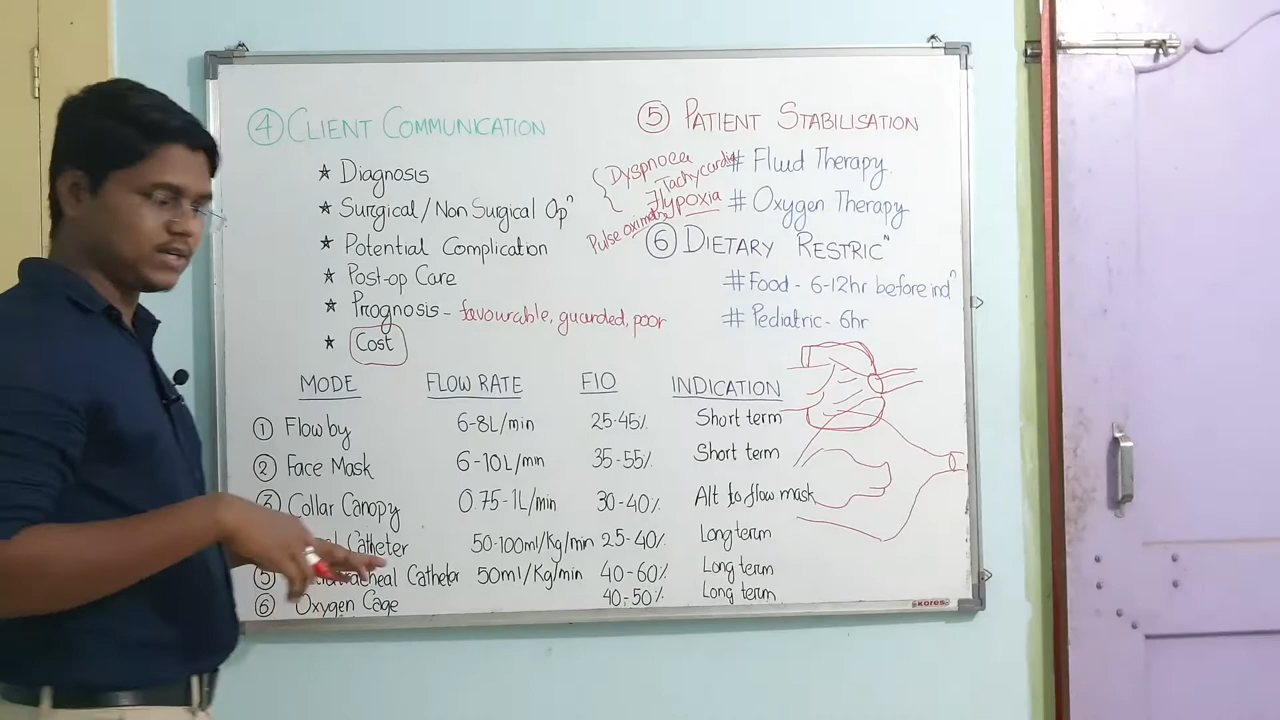 ④ CLIENT COMMUNICATION
★ Diagnosis
★ Surgical/Non Surgical Opⁿ
★ Potential Complication
★ Post-op Care
★ Prognosis - favourable, guarded, poor
★ Cost
⑤ PATIENT STABILISATION
Dyspnoea
Tachycardia
Hypoxia
Pulse oximetry
# Fluid Therapy.
# Oxygen Therapy
⑥ DIETARY RESTRICᴺ
# Food - 6-12hr before indⁿ
# Pediatric - 6hr
MODE FLOW RATE FIO INDICATION
① Flow by 6-8L/min 25-45% Short term
② Face Mask 6-10L/min 35-55% Short term
③ Collar Canopy 0.75-1L/min 30-40% Alt to flow mask
Catheter 50-100ml/Kg/min 25-40% Long term
⑤ Catheter 50ml/Kg/min 40-60% Long term
⑥ Oxygen Cage 40-50% Long term
KORES